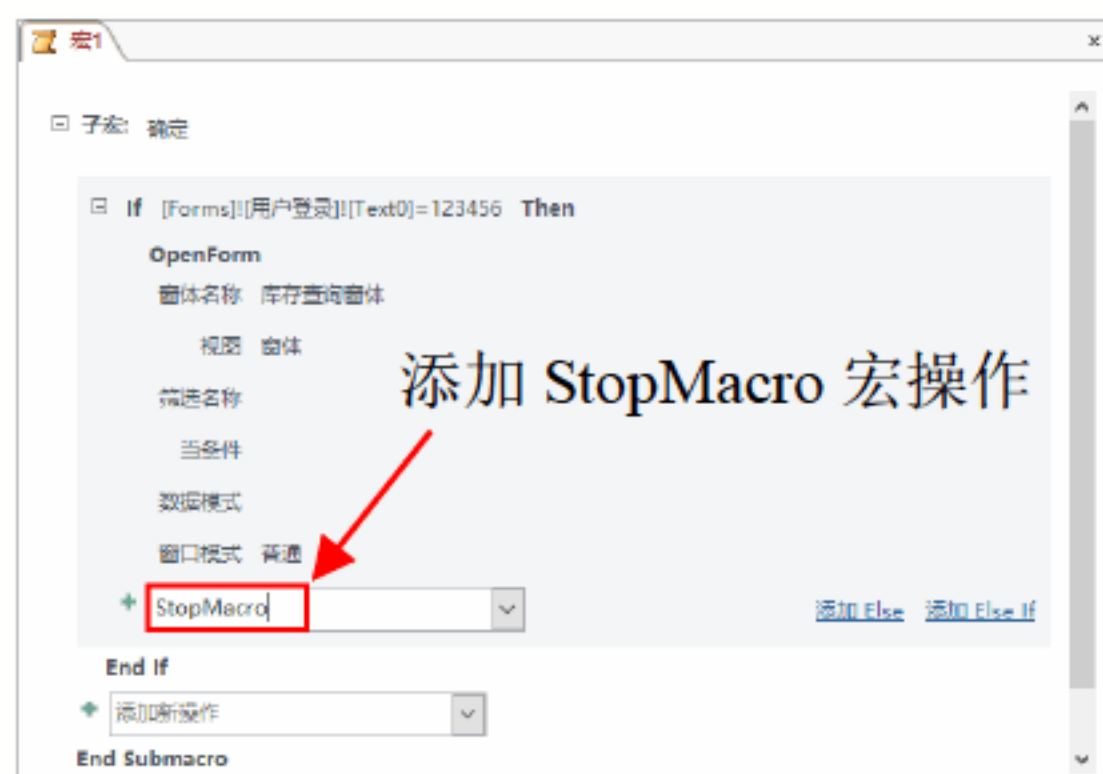 宏1
子宏: 确定
If [Forms]![用户登录]![Text0]=123456 Then
OpenForm
窗体名称 库存查询窗体
视图 窗体
添加 StopMacro 宏操作
筛选名称
当条件
数据模式
窗口模式 普通
StopMacro
添加 Else 添加 Else If
End If
添加新操作
End Submacro